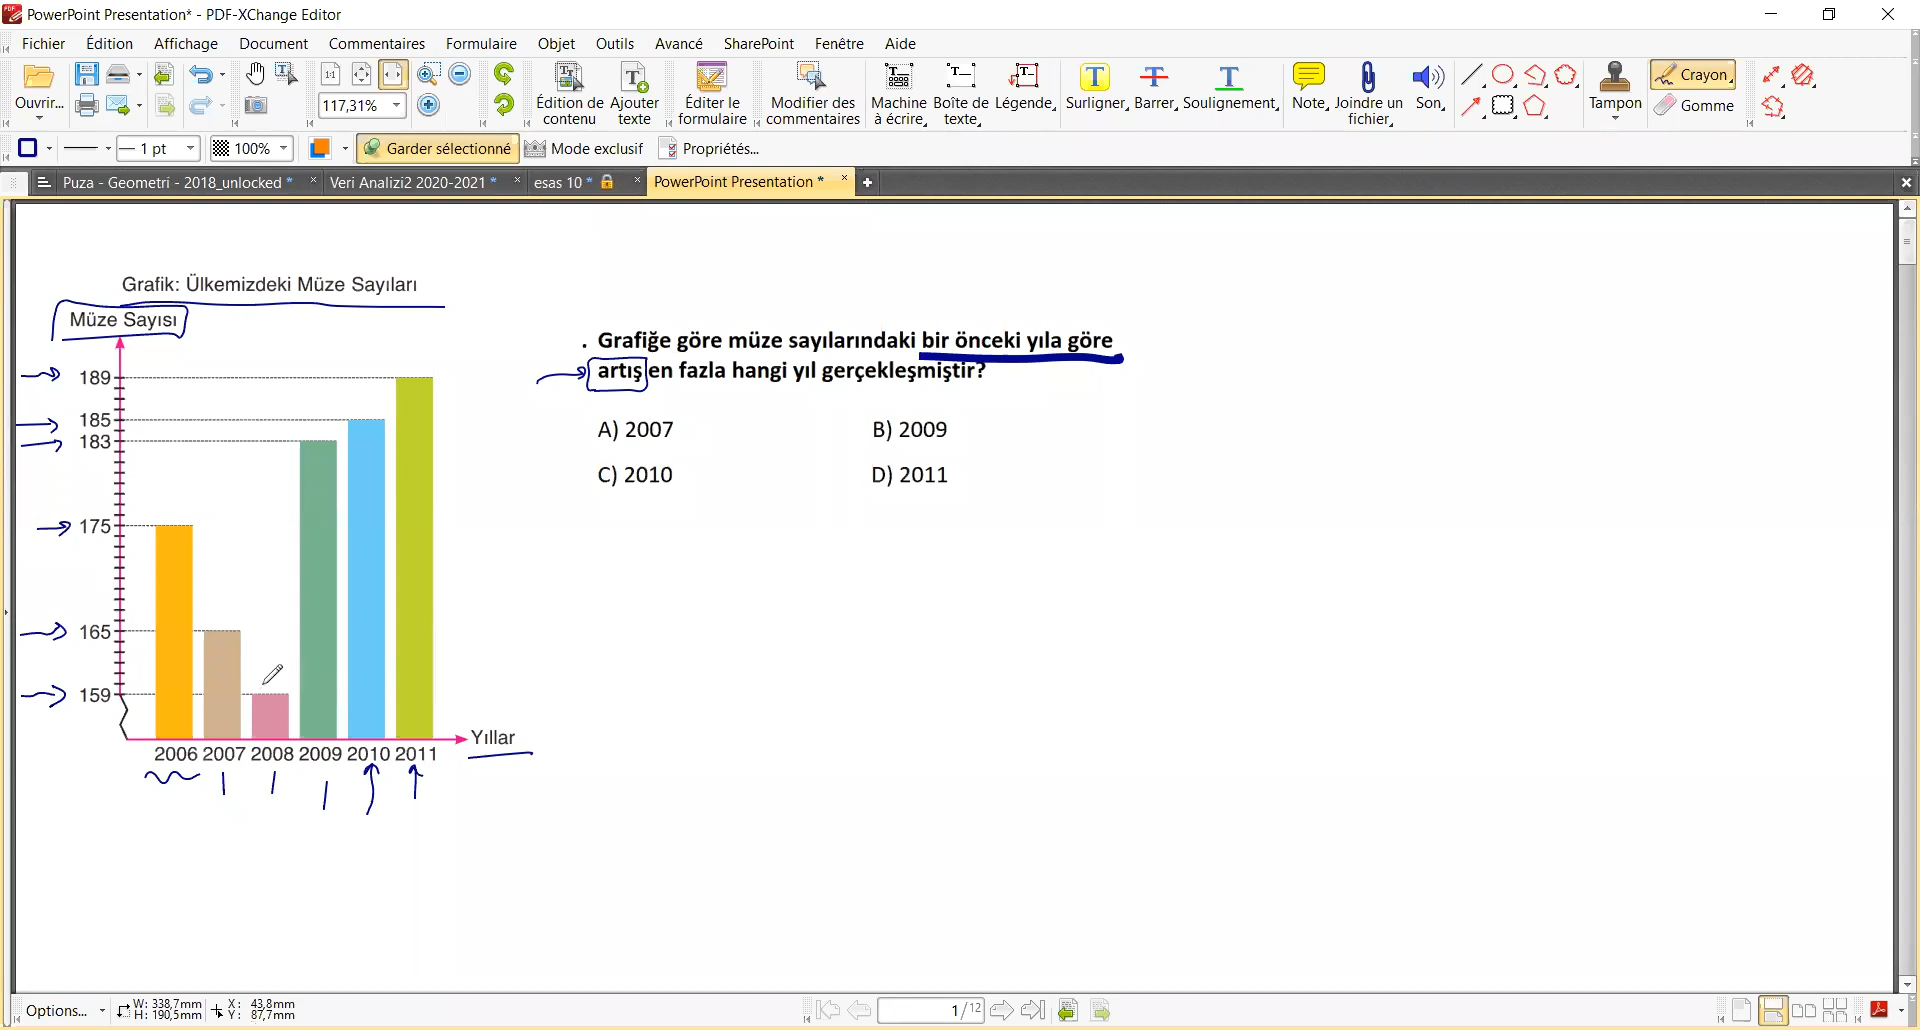 PowerPoint Presentation* - PDF-XChange Editor
Fichier Édition Affichage Document Commentaires Formulaire Objet Outils Avancé SharePoint Fenêtre Aide
Ouvrir... 1:1 117,31% Édition de contenu Ajouter texte Éditer le formulaire Modifier des commentaires Machine à écrire Boîte de texte Légende Surligner Barrer Soulignement Note Joindre un fichier Son Tampon Crayon Gomme
1 pt 100% Garder sélectionné Mode exclusif Propriétés...
Puza - Geometri - 2018_unlocked * Veri Analizi2 2020-2021 * esas 10 * PowerPoint Presentation *
Grafik: Ülkemizdeki Müze Sayıları
Müze Sayısı
189
185
183
175
165
159
Yıllar
2006 2007 2008 2009 2010 2011
. Grafiğe göre müze sayılarındaki bir önceki yıla göre
artış en fazla hangi yıl gerçekleşmiştir?
A) 2007 B) 2009
C) 2010 D) 2011
Options... W: 338,7mm X: 43,8mm 1/12
H: 190,5mm Y: 87,7mm